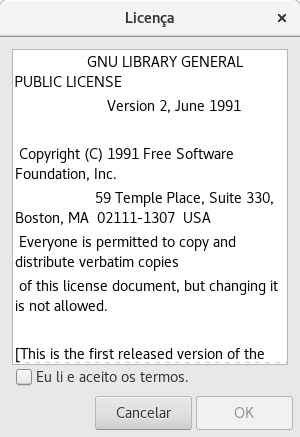 Licença
GNU LIBRARY GENERAL
PUBLIC LICENSE
Version 2, June 1991
Copyright (C) 1991 Free Software
Foundation, Inc.
59 Temple Place, Suite 330,
Boston, MA  02111-1307  USA
Everyone is permitted to copy and
distribute verbatim copies
of this license document, but changing it
is not allowed.
[This is the first released version of the
Eu li e aceito os termos.
Cancelar
OK